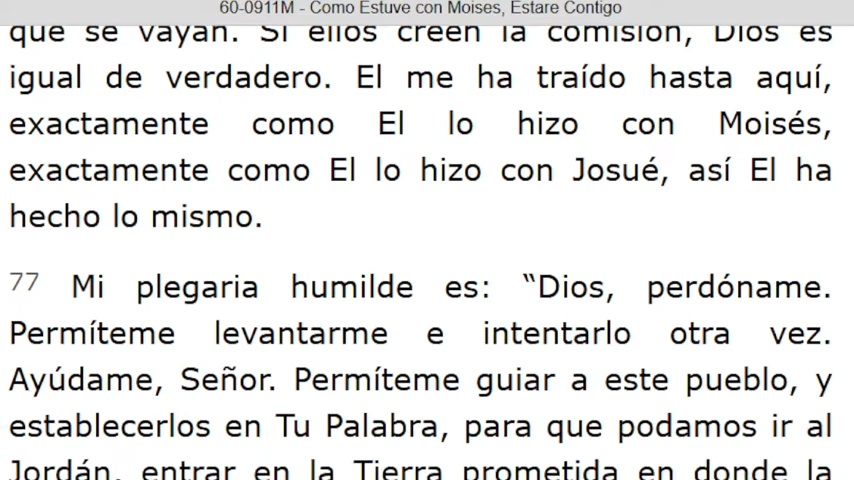 60-0911M - Como Estuve con Moises, Estare Contigo
que se vayan. Si ellos creen la comisión, Dios es
igual de verdadero. El me ha traído hasta aquí,
exactamente como El lo hizo con Moisés,
exactamente como El lo hizo con Josué, así El ha
hecho lo mismo.
77 Mi plegaria humilde es: “Dios, perdóname.
Permíteme levantarme e intentarlo otra vez.
Ayúdame, Señor. Permíteme guiar a este pueblo, y
establecerlos en Tu Palabra, para que podamos ir al
Jordán, entrar en la Tierra prometida en donde la